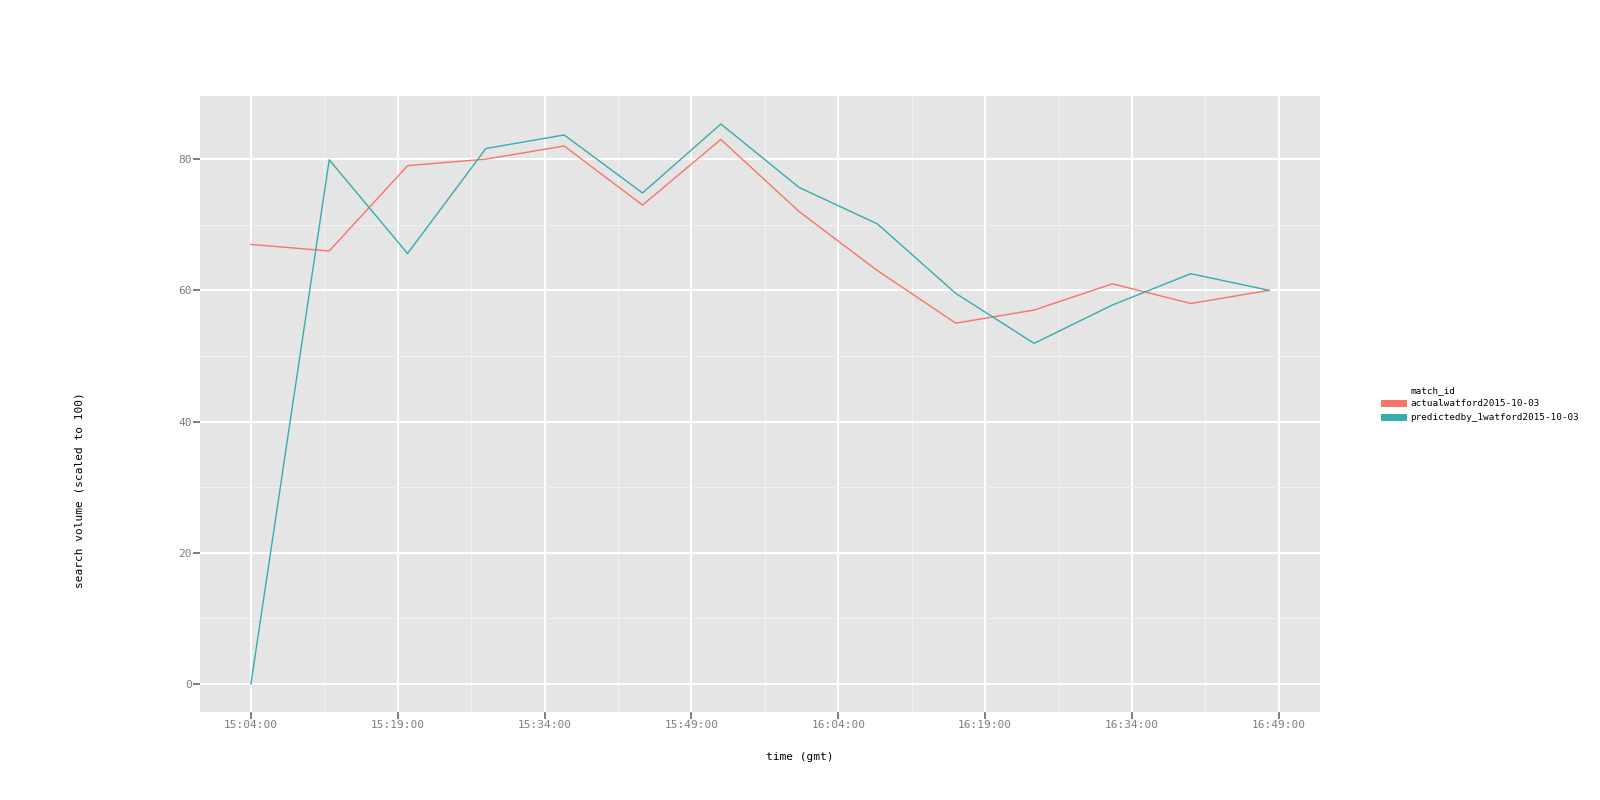 80
60
40
20
0
search volume (scaled to 100)
15:04:00 15:19:00 15:34:00 15:49:00 16:04:00 16:19:00 16:34:00 16:49:00
time (gmt)
match_id
actualwatford2015-10-03
predictedby_1watford2015-10-03